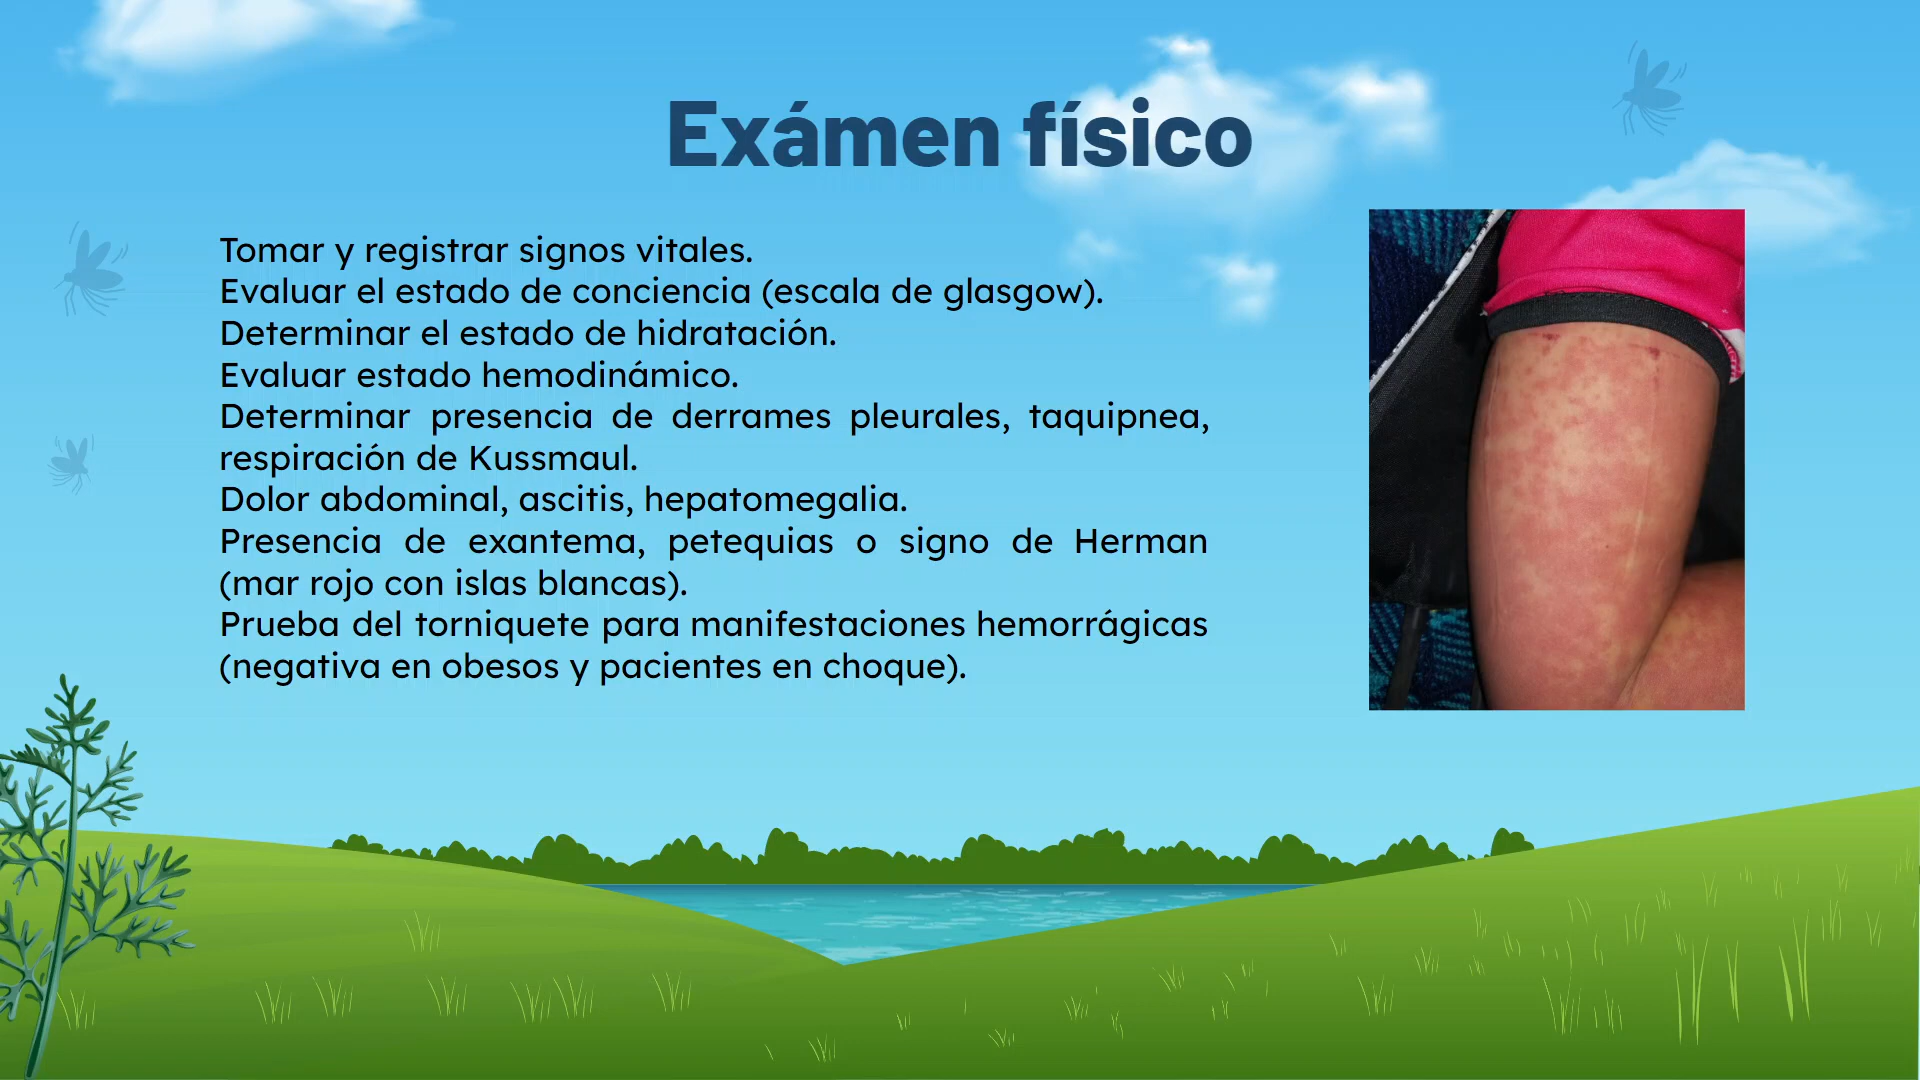 Exámen físico
Tomar y registrar signos vitales.
Evaluar el estado de conciencia (escala de glasgow).
Determinar el estado de hidratación.
Evaluar estado hemodinámico.
Determinar presencia de derrames pleurales, taquipnea,
respiración de Kussmaul.
Dolor abdominal, ascitis, hepatomegalia.
Presencia de exantema, petequias o signo de Herman
(mar rojo con islas blancas).
Prueba del torniquete para manifestaciones hemorrágicas
(negativa en obesos y pacientes en choque).